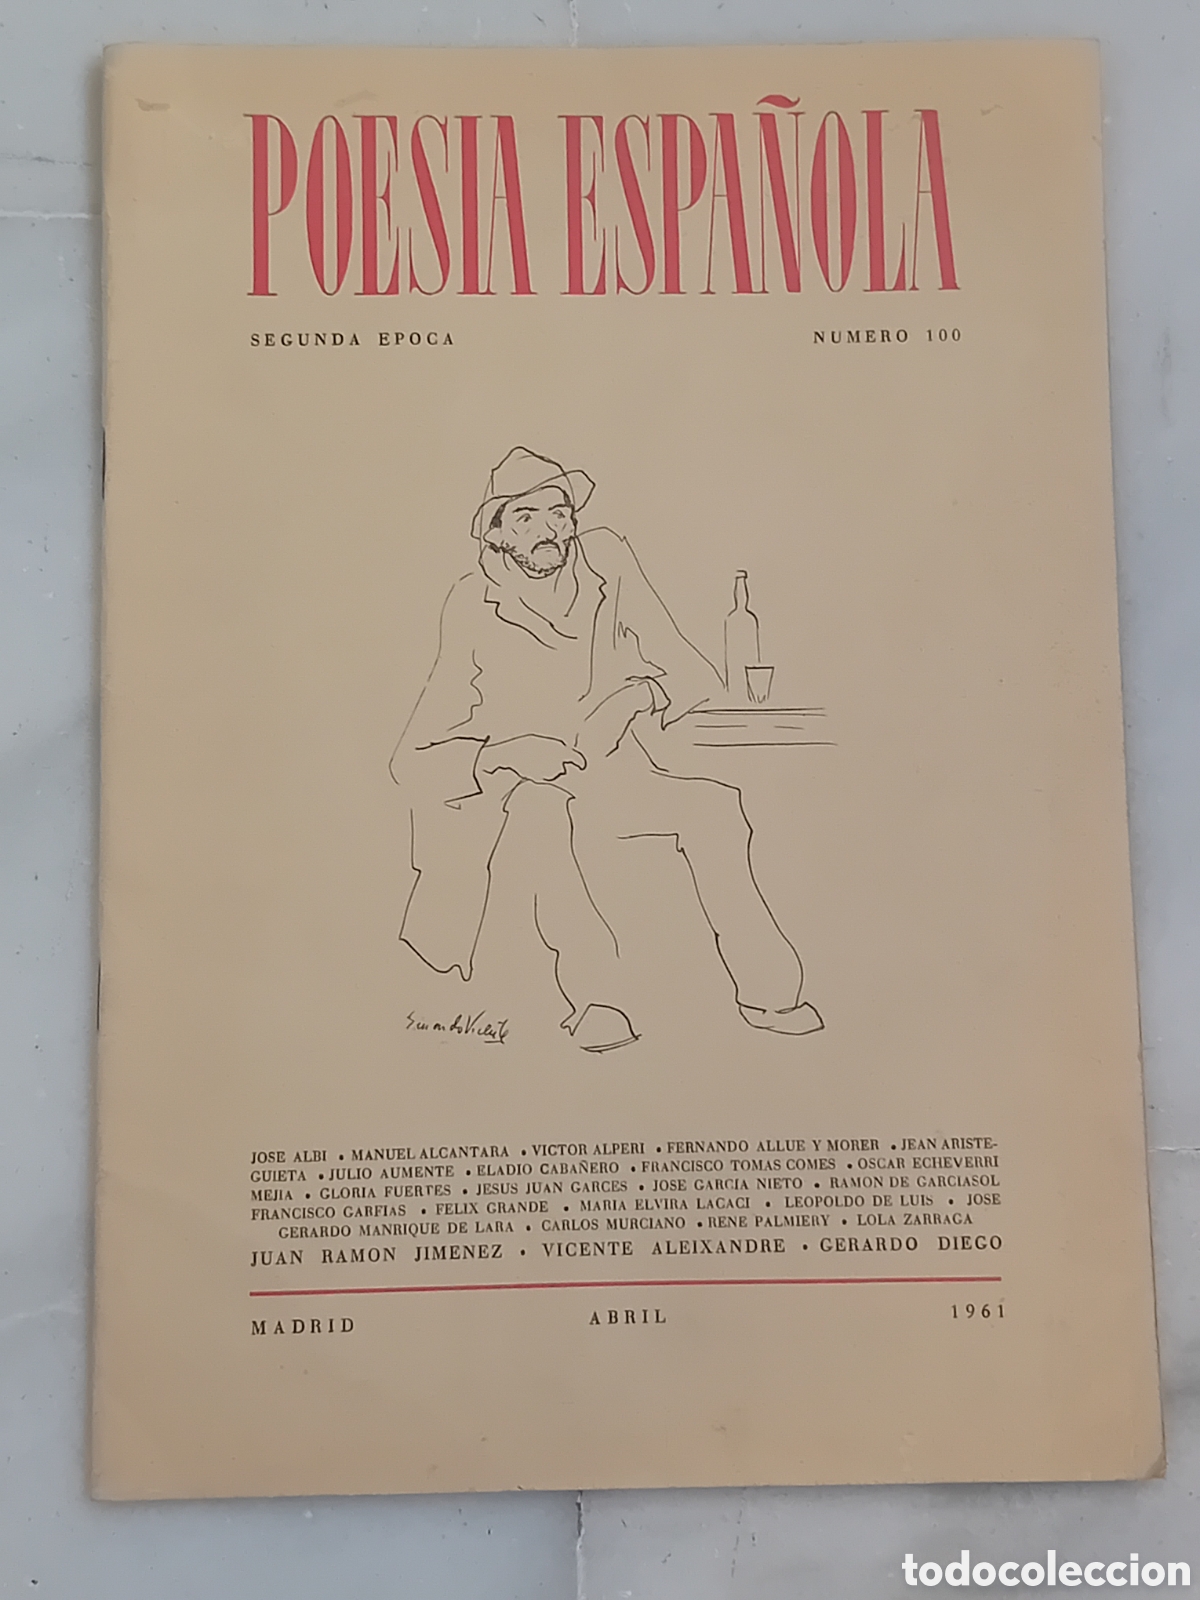 POESIA ESPAÑOLA
SEGUNDA EPOCA NUMERO 100
JOSE ALBI • MANUEL ALCANTARA • VICTOR ALPERI • FERNANDO ALLUE Y MORER • JEAN ARISTE-
GUIETA • JULIO AUMENTE • ELADIO CABAÑERO • FRANCISCO TOMAS COMES • OSCAR ECHEVERRI
MEJIA • GLORIA FUERTES • JESUS JUAN GARCES • JOSE GARCIA NIETO • RAMON DE GARCIASOL
FRANCISCO GARFIAS • FELIX GRANDE • MARIA ELVIRA LACACI • LEOPOLDO DE LUIS • JOSE
GERARDO MANRIQUE DE LARA • CARLOS MURCIANO • RENE PALMIERY • LOLA ZARRAGA
JUAN RAMON JIMENEZ • VICENTE ALEIXANDRE • GERARDO DIEGO
MADRID ABRIL 1961
todocoleccion